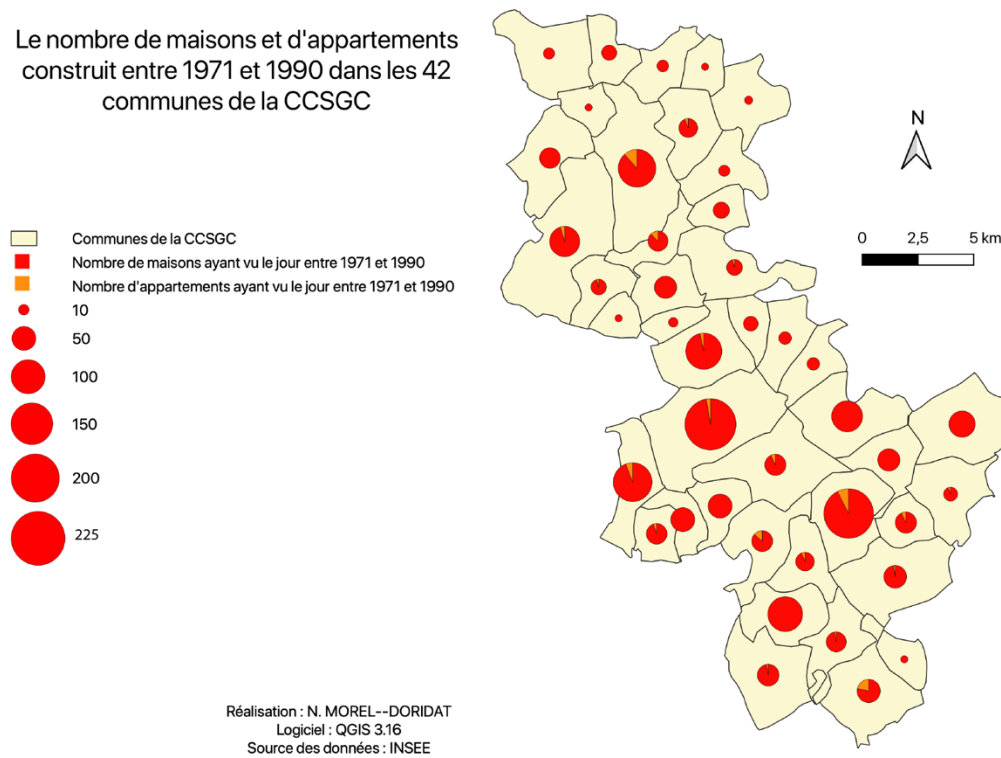 Le nombre de maisons et d'appartements
construit entre 1971 et 1990 dans les 42
communes de la CCSGC
N
0 2,5 5 km
Communes de la CCSGC
Nombre de maisons ayant vu le jour entre 1971 et 1990
Nombre d'appartements ayant vu le jour entre 1971 et 1990
10
50
100
150
200
225
Réalisation : N. MOREL--DORIDAT
Logiciel : QGIS 3.16
Source des données : INSEE